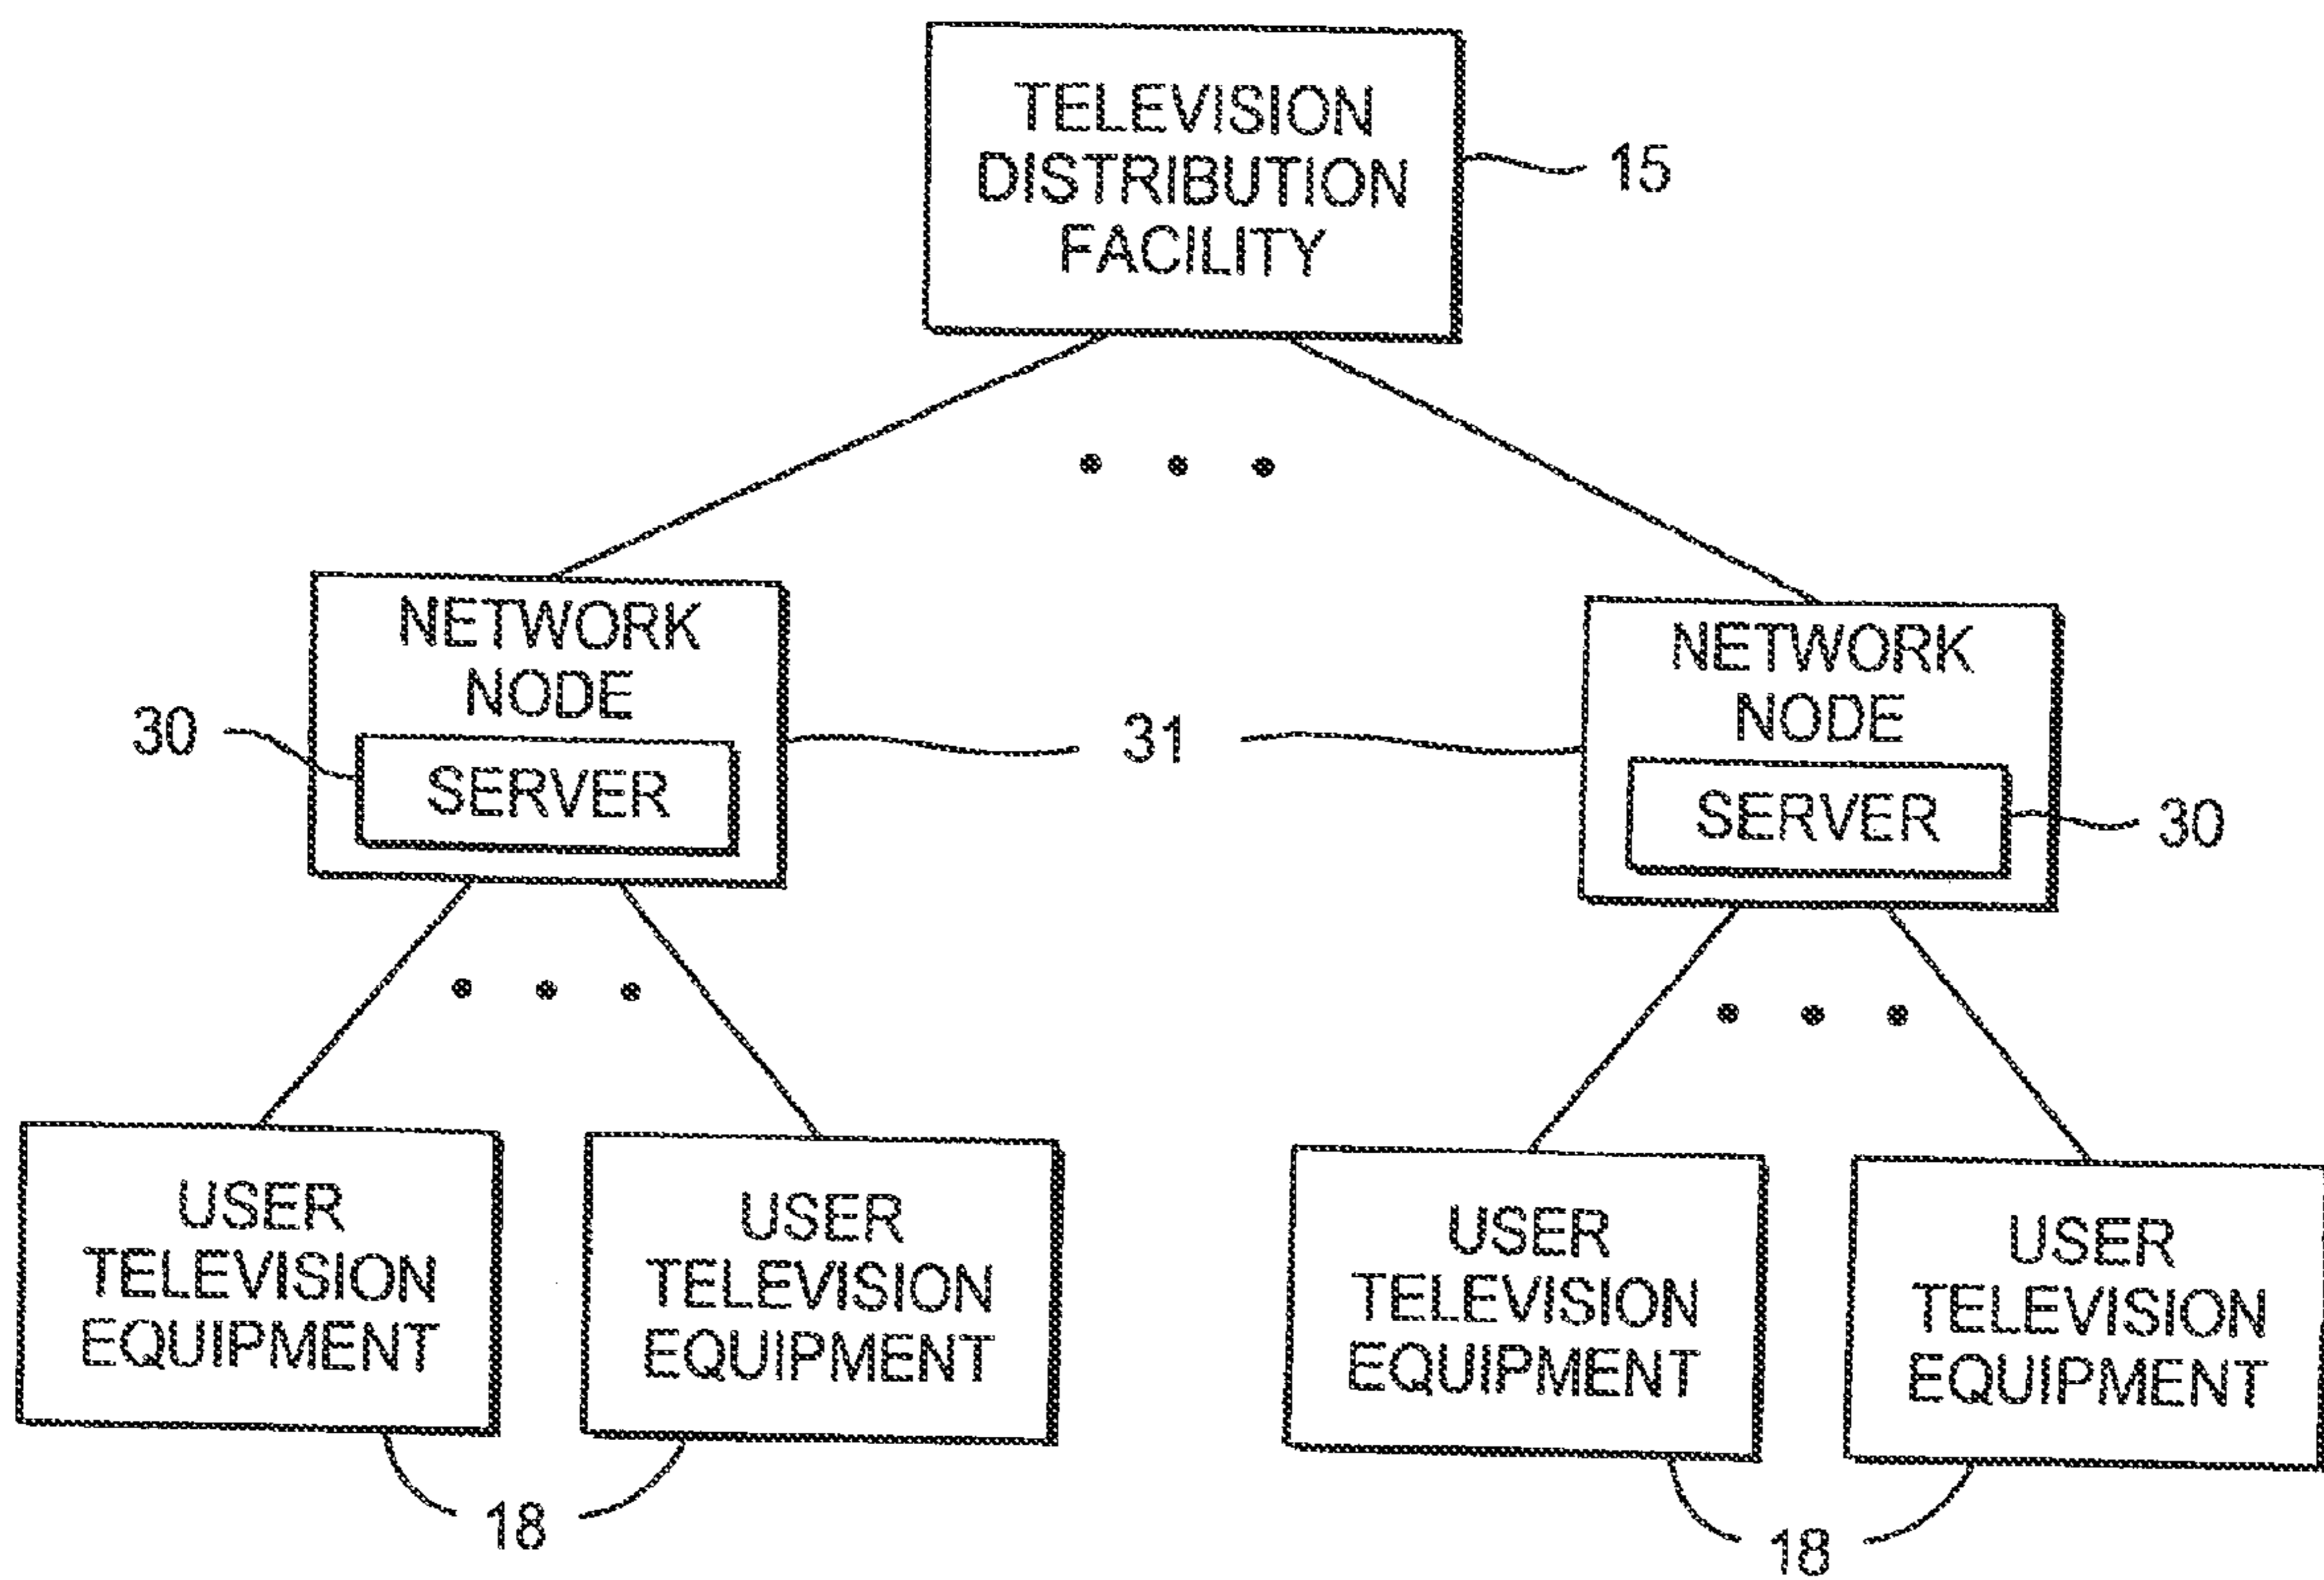 TELEVISION
DISTRIBUTION
FACILITY
15
NETWORK
NODE
30
SERVER
31
NETWORK
NODE
SERVER
30
USER
TELEVISION
EQUIPMENT
USER
TELEVISION
EQUIPMENT
18
USER
TELEVISION
EQUIPMENT
USER
TELEVISION
EQUIPMENT
18